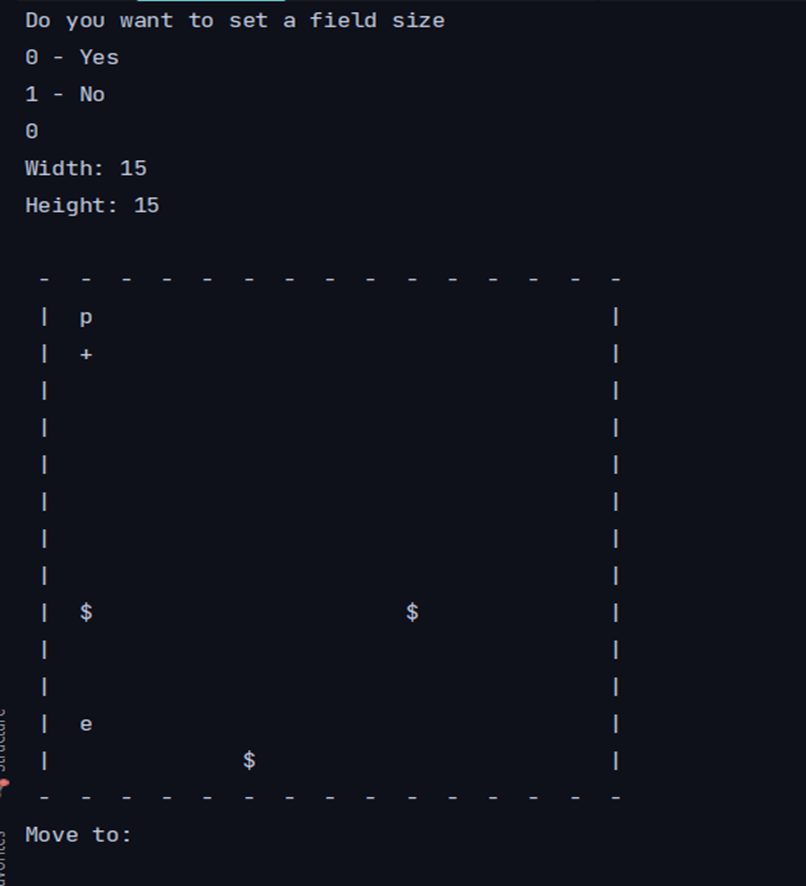 Do you want to set a field size
0 - Yes
1 - No
0
Width: 15
Height: 15
-  -  -  -  -  -  -  -  -  -  -  -  -  -  -
|  p                                      |
|  +                                      |
|                                         |
|                                         |
|                                         |
|                                         |
|                                         |
|                                         |
|  $                       $              |
|                                         |
|                                         |
|  e                                      |
|              $                          |
-  -  -  -  -  -  -  -  -  -  -  -  -  -  -
Move to: